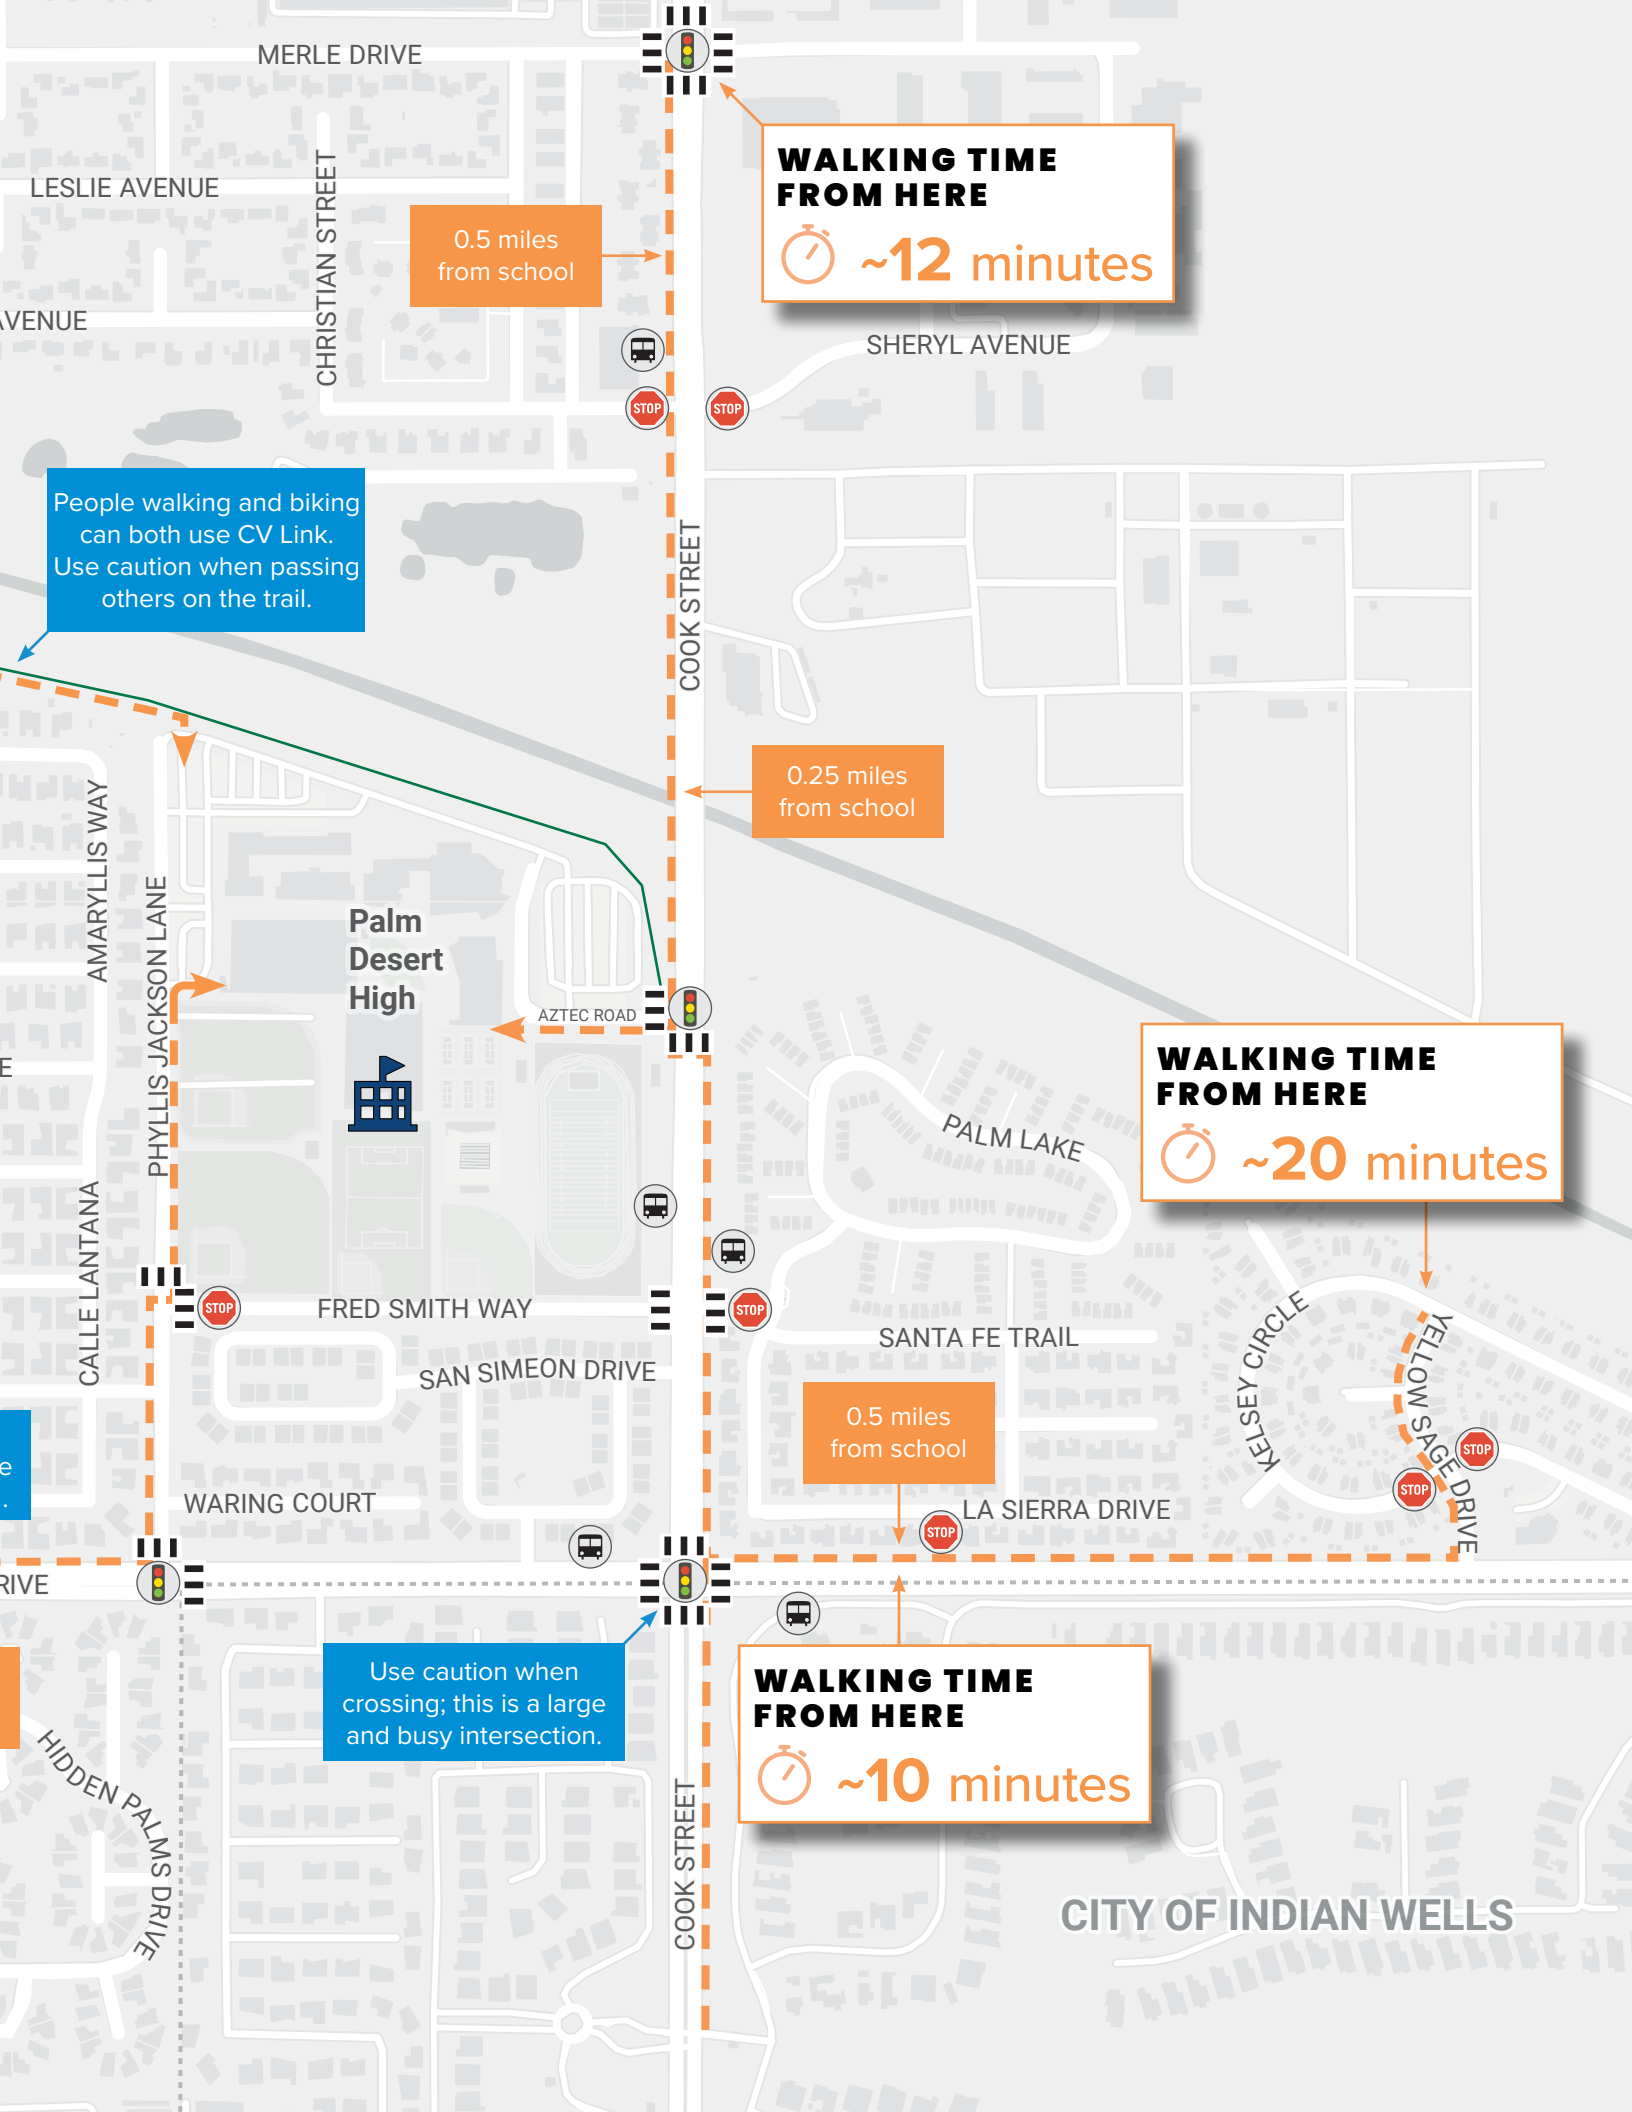 MERLE DRIVE
WALKING TIME
FROM HERE
~12 minutes
LESLIE AVENUE
CHRISTIAN STREET
0.5 miles
from school
SHERYL AVENUE
STOP
STOP
People walking and biking
can both use CV Link.
Use caution when passing
others on the trail.
COOK STREET
0.25 miles
from school
AMARYLLIS WAY
PHYLLIS JACKSON LANE
Palm
Desert
High
AZTEC ROAD
WALKING TIME
FROM HERE
~20 minutes
PALM LAKE
CALLE LANTANA
STOP
FRED SMITH WAY
STOP
SANTA FE TRAIL
KELSEY CIRCLE
YELLOW SAGE DRIVE
SAN SIMEON DRIVE
0.5 miles
from school
STOP
STOP
WARING COURT
LA SIERRA DRIVE
STOP
Use caution when
crossing; this is a large
and busy intersection.
WALKING TIME
FROM HERE
~10 minutes
HIDDEN PALMS DRIVE
COOK STREET
CITY OF INDIAN WELLS